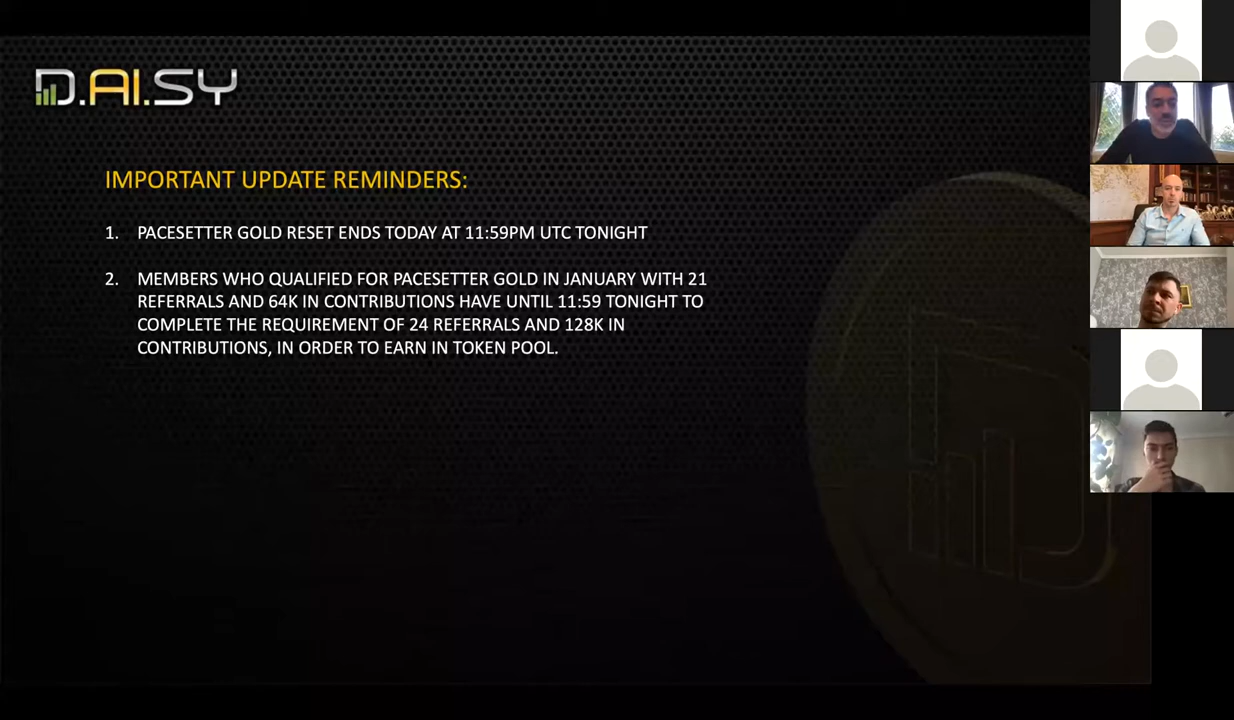 D.AI.SY
IMPORTANT UPDATE REMINDERS:
1. PACESETTER GOLD RESET ENDS TODAY AT 11:59PM UTC TONIGHT
2. MEMBERS WHO QUALIFIED FOR PACESETTER GOLD IN JANUARY WITH 21
REFERRALS AND 64K IN CONTRIBUTIONS HAVE UNTIL 11:59 TONIGHT TO
COMPLETE THE REQUIREMENT OF 24 REFERRALS AND 128K IN
CONTRIBUTIONS, IN ORDER TO EARN IN TOKEN POOL.